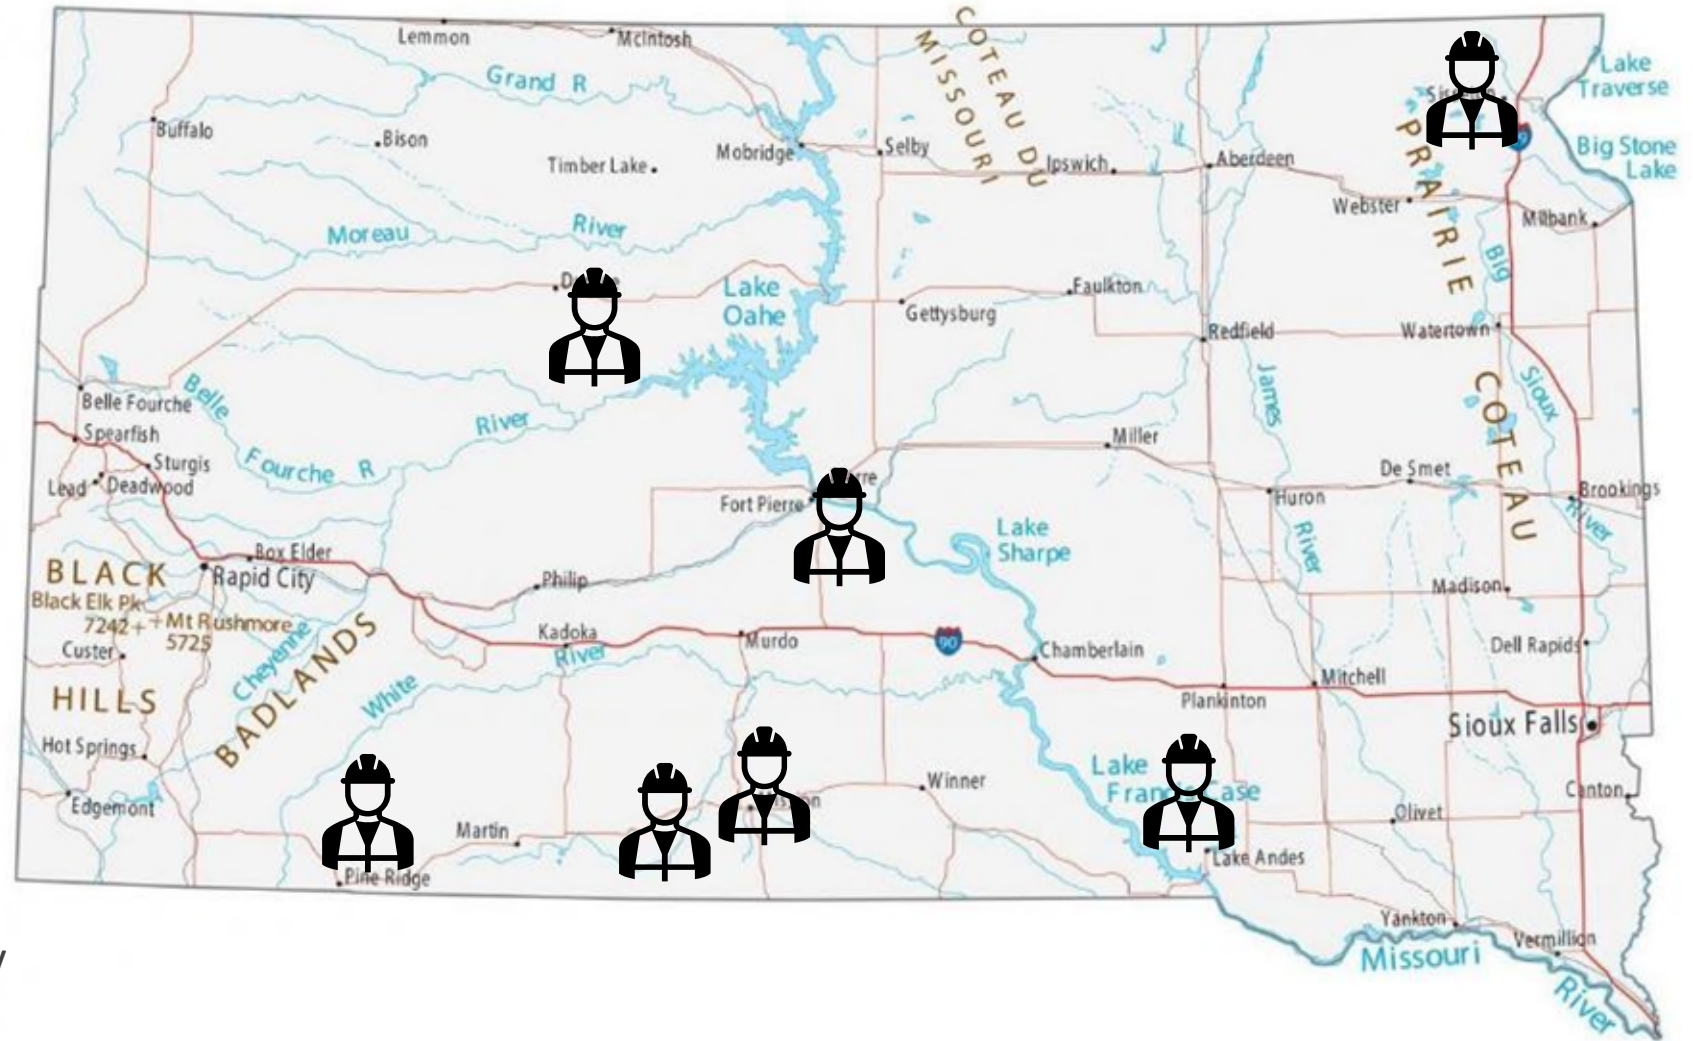 Lemmon
McIntosh
COTEAU DU
MISSOURI
Grand R
Lake
Traverse
Buffalo
Bison
Timber Lake
Mobridge
Selby
Ipswich
Aberdeen
Big Stone
Lake
PRAIRIE
COTEAU
Webster
Milbank
Moreau
River
Big
Sioux
River
Lake
Oahe
Gettysburg
Faulkton
Redfield
Watertown
James
River
Belle Fourche
Belle
Fourche R
River
Spearfish
Sturgis
Lead
Deadwood
Miller
De Smet
Brookings
Fort Pierre
Huron
Lake
Sharpe
BLACK
HILLS
Box Elder
Rapid City
Black Elk Pk
7242+
+Mt Rushmore
5725
Custer
Philip
Madison
Cheyenne
BADLANDS
Kadoka
River
White
Murdo
90
Chamberlain
Dell Rapids
Plankinton
Mitchell
Sioux Falls
Hot Springs
Edgemont
Winner
Lake
Canton
Martin
Olivet
Pine Ridge
Lake Andes
Yankton
Vermillion
Missouri
River